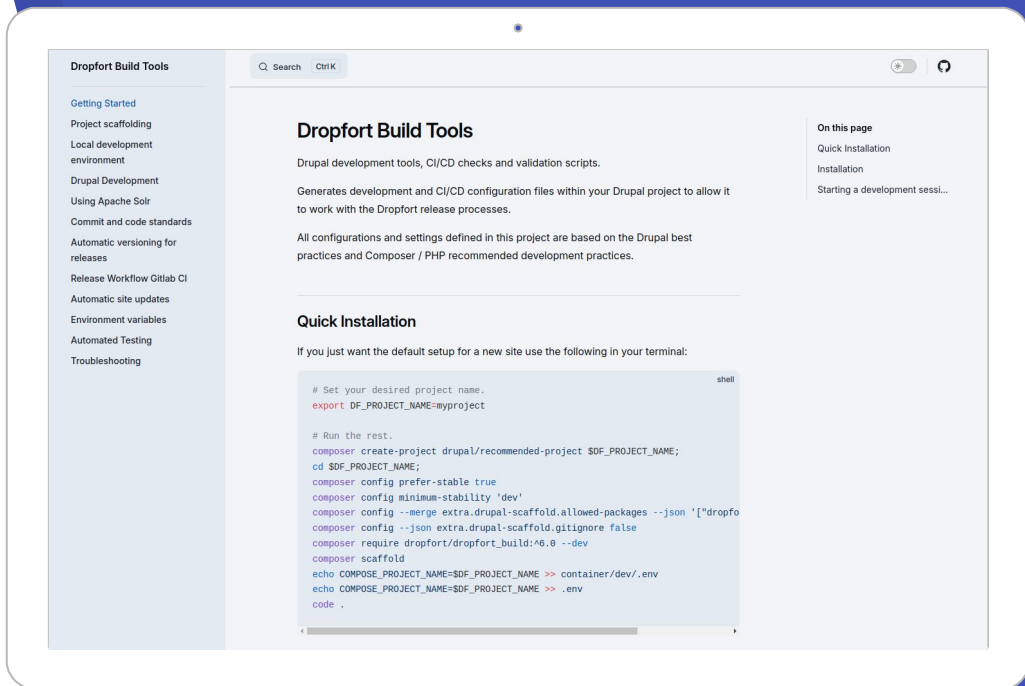 Dropfort Build Tools
Getting Started
Project scaffolding
Local development
environment
Drupal Development
Using Apache Solr
Commit and code standards
Automatic versioning for
releases
Release Workflow Gitlab CI
Automatic site updates
Environment variables
Automated Testing
Troubleshooting
Search Ctrl K
Dropfort Build Tools
Drupal development tools, CI/CD checks and validation scripts.
Generates development and CI/CD configuration files within your Drupal project to allow it
to work with the Dropfort release processes.
All configurations and settings defined in this project are based on the Drupal best
practices and Composer / PHP recommended development practices.
Quick Installation
If you just want the default setup for a new site use the following in your terminal:
shell
# Set your desired project name.
export DF_PROJECT_NAME=myproject
# Run the rest.
composer create-project drupal/recommended-project $DF_PROJECT_NAME;
cd $DF_PROJECT_NAME;
composer config prefer-stable true
composer config minimum-stability 'dev'
composer config --merge extra.drupal-scaffold.allowed-packages --json '["dropfo
composer config --json extra.drupal-scaffold.gitignore false
composer require dropfort/dropfort_build:^6.0 --dev
composer scaffold
echo COMPOSE_PROJECT_NAME=$DF_PROJECT_NAME >> container/dev/.env
echo COMPOSE_PROJECT_NAME=$DF_PROJECT_NAME >> .env
code .
On this page
Quick Installation
Installation
Starting a development sessi...